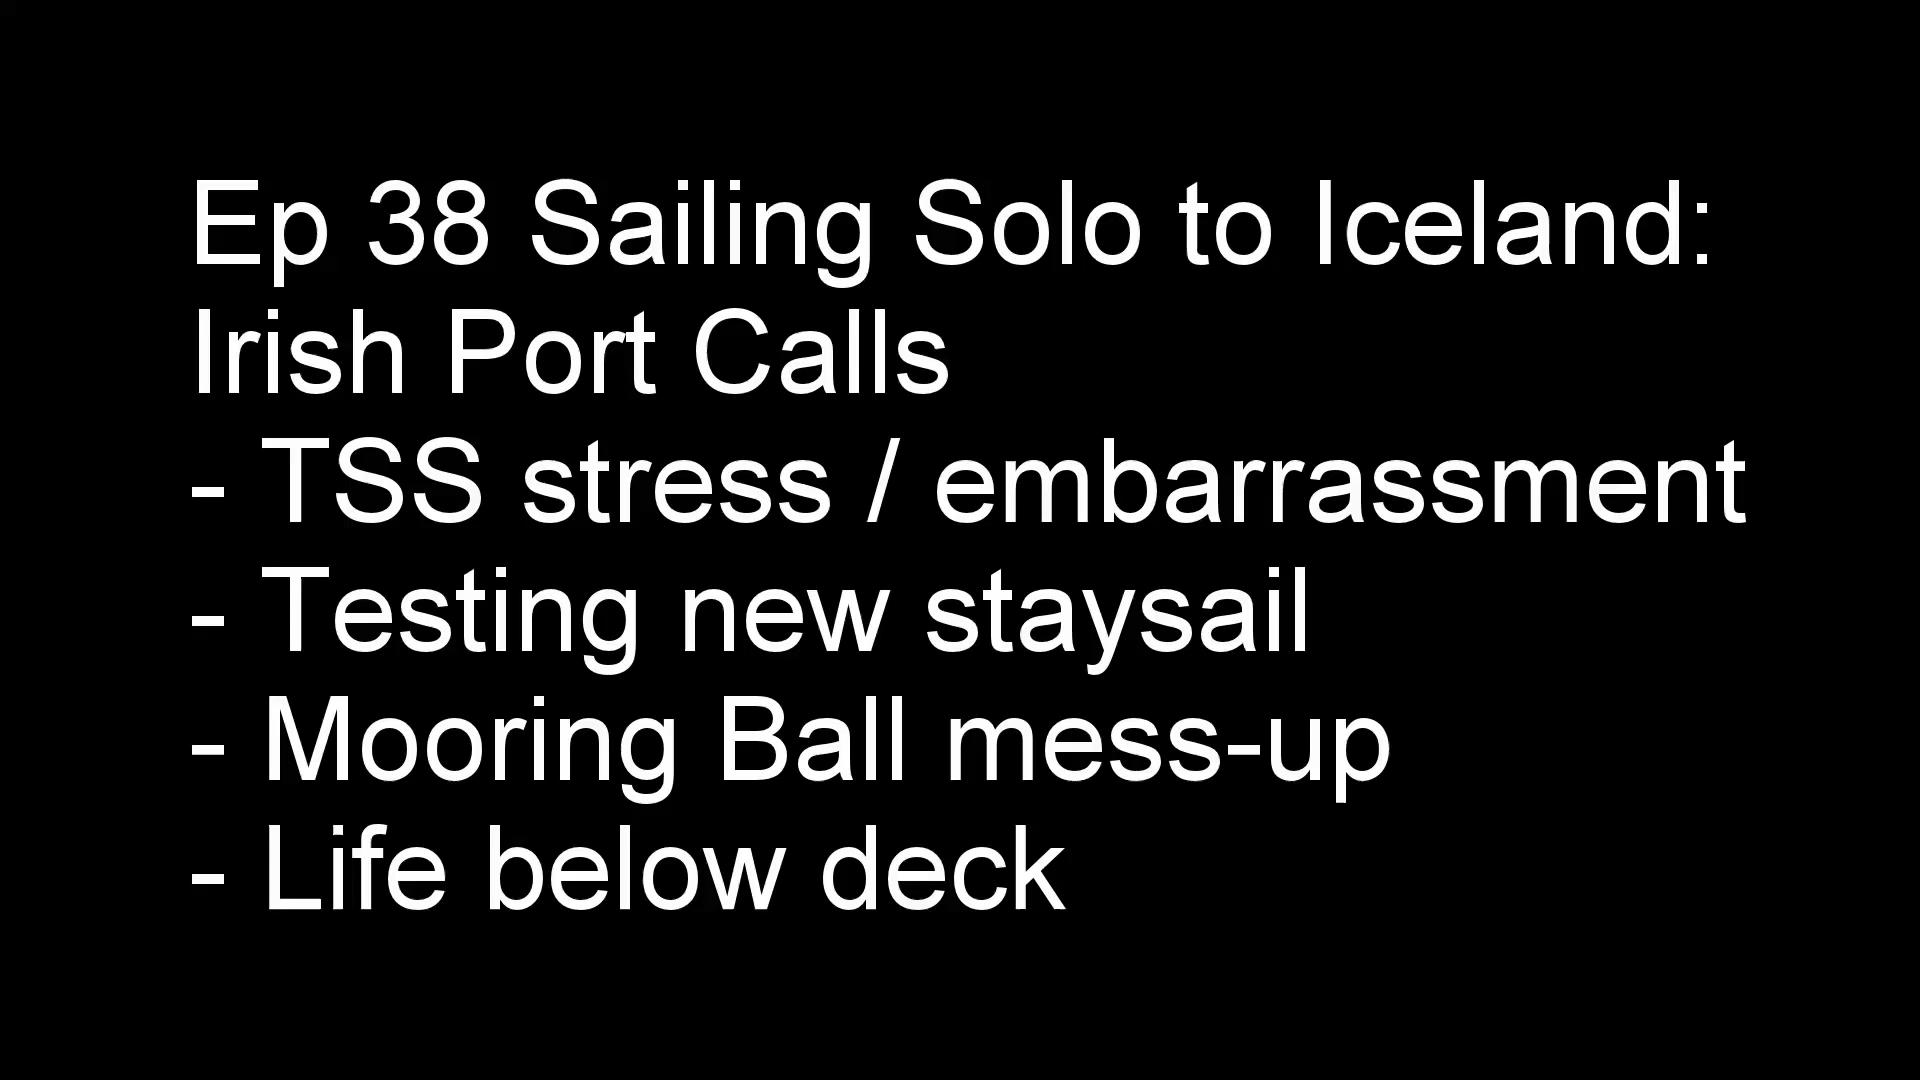 Ep 38 Sailing Solo to Iceland:
Irish Port Calls
- TSS stress / embarrassment
- Testing new staysail
- Mooring Ball mess-up
- Life below deck